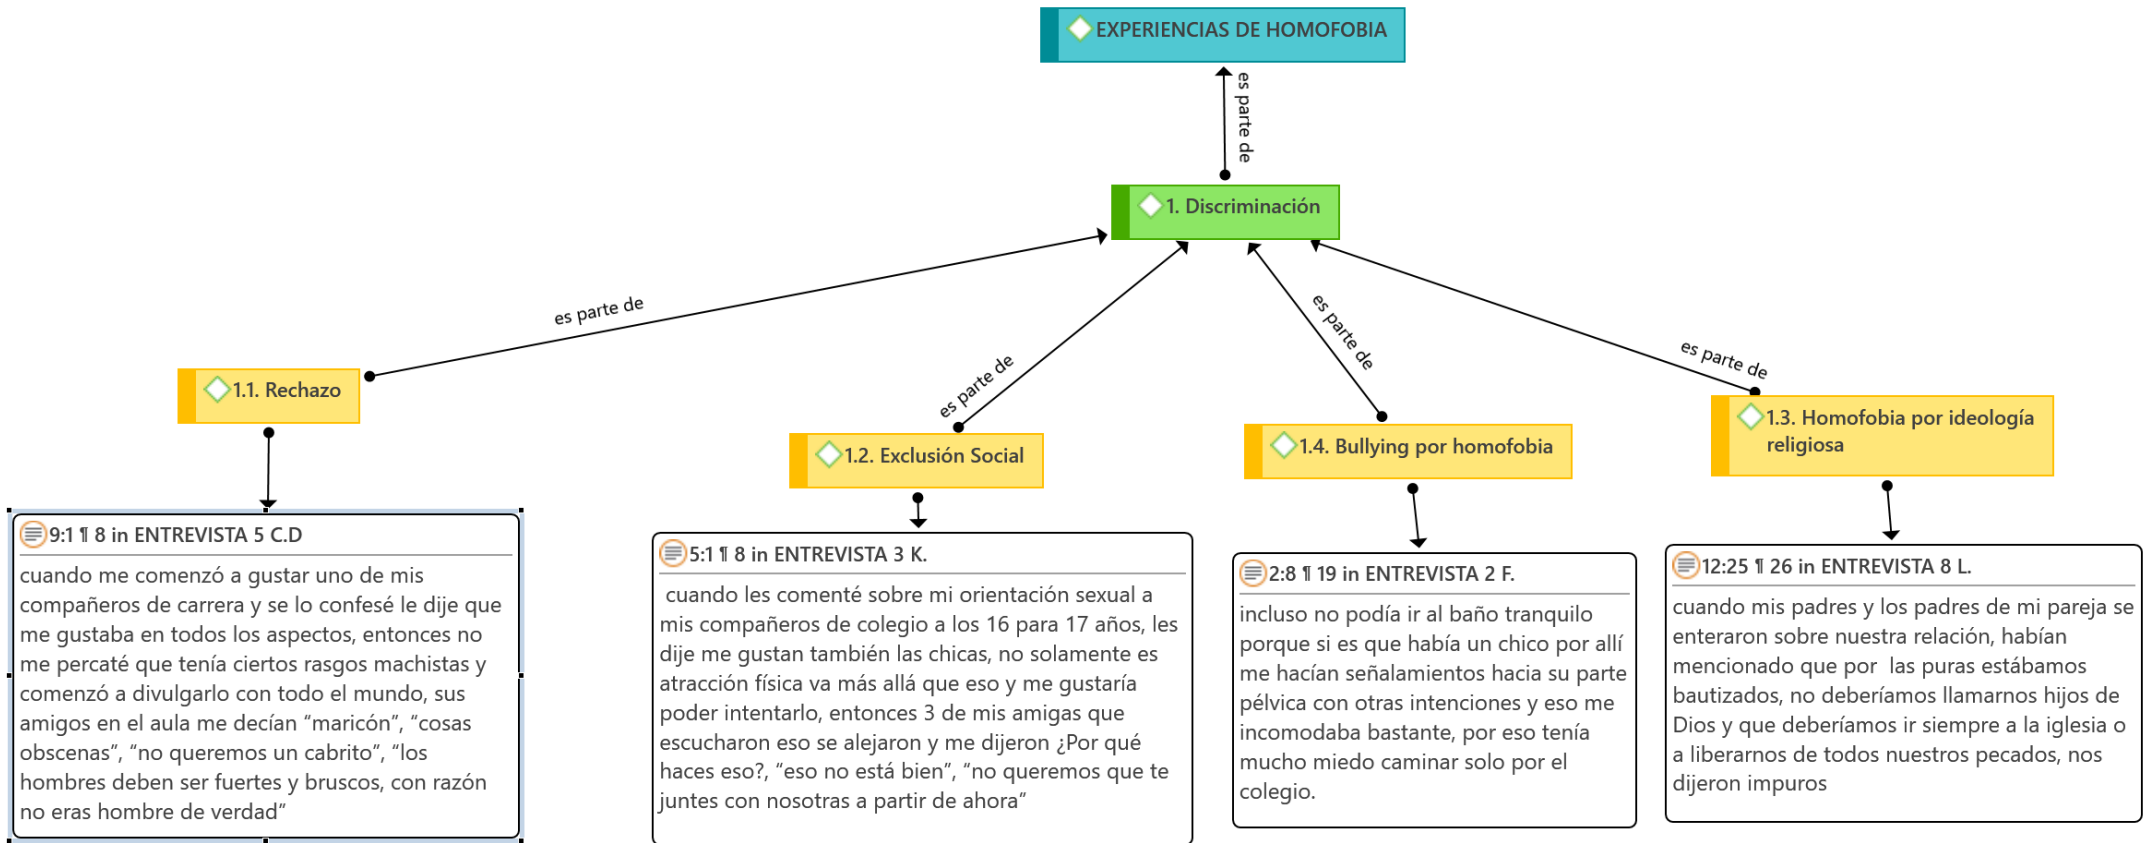 EXPERIENCIAS DE HOMOFOBIA
es parte de
1. Discriminación
es parte de
es parte de
es parte de
es parte de
1.1. Rechazo
1.2. Exclusión Social
1.4. Bullying por homofobia
1.3. Homofobia por ideología
religiosa
9:1 ¶ 8 in ENTREVISTA 5 C.D
cuando me comenzó a gustar uno de mis
compañeros de carrera y se lo confesé le dije que
me gustaba en todos los aspectos, entonces no
me percaté que tenía ciertos rasgos machistas y
comenzó a divulgarlo con todo el mundo, sus
amigos en el aula me decían “maricón”, “cosas
obscenas”, “no queremos un cabrito”, “los
hombres deben ser fuertes y bruscos, con razón
no eras hombre de verdad”
5:1 ¶ 8 in ENTREVISTA 3 K.
cuando les comenté sobre mi orientación sexual a
mis compañeros de colegio a los 16 para 17 años, les
dije me gustan también las chicas, no solamente es
atracción física va más allá que eso y me gustaría
poder intentarlo, entonces 3 de mis amigas que
escucharon eso se alejaron y me dijeron ¿Por qué
haces eso?, “eso no está bien”, “no queremos que te
juntes con nosotras a partir de ahora”
2:8 ¶ 19 in ENTREVISTA 2 F.
incluso no podía ir al baño tranquilo
porque si es que había un chico por allí
me hacían señalamientos hacia su parte
pélvica con otras intenciones y eso me
incomodaba bastante, por eso tenía
mucho miedo caminar solo por el
colegio.
12:25 ¶ 26 in ENTREVISTA 8 L.
cuando mis padres y los padres de mi pareja se
enteraron sobre nuestra relación, habían
mencionado que por  las puras estábamos
bautizados, no deberíamos llamarnos hijos de
Dios y que deberíamos ir siempre a la iglesia o
a liberarnos de todos nuestros pecados, nos
dijeron impuros